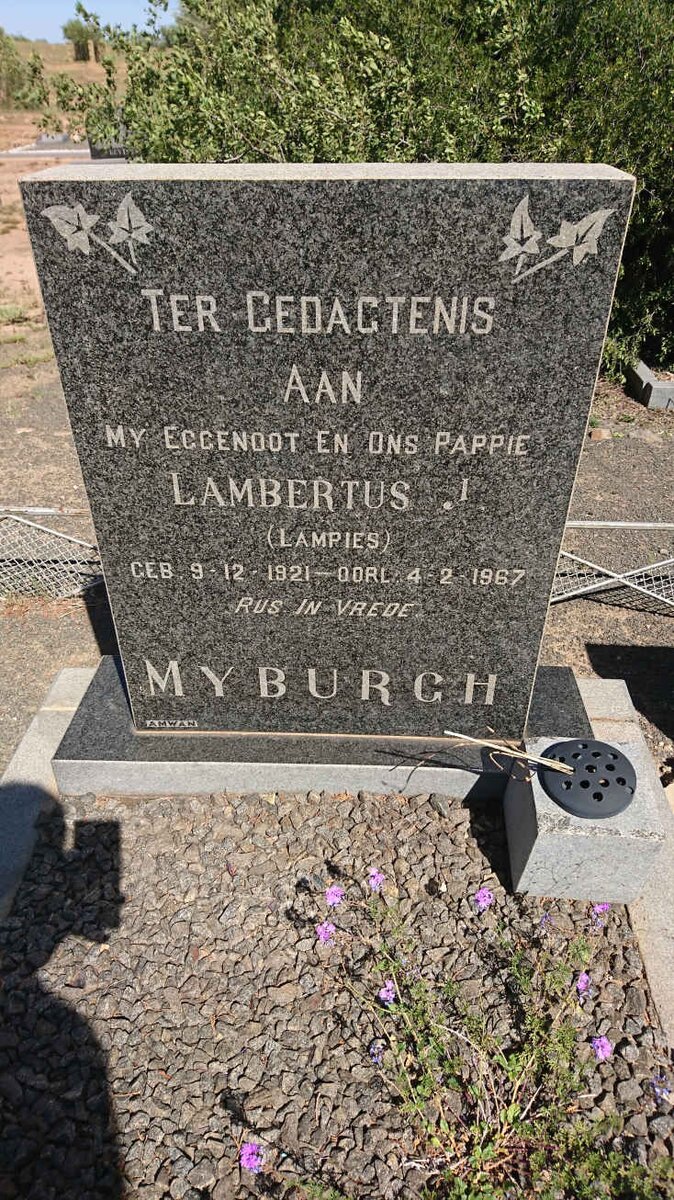 TER GEDAGTENIS
AAN
MY EGGENOOT EN ONS PAPPIE
LAMBERTUS J.
(LAMPIES)
GEB. 9-12-1921 — OORL. 4-2-1967
RUS IN VREDE.
MYBURGH
AMWAN